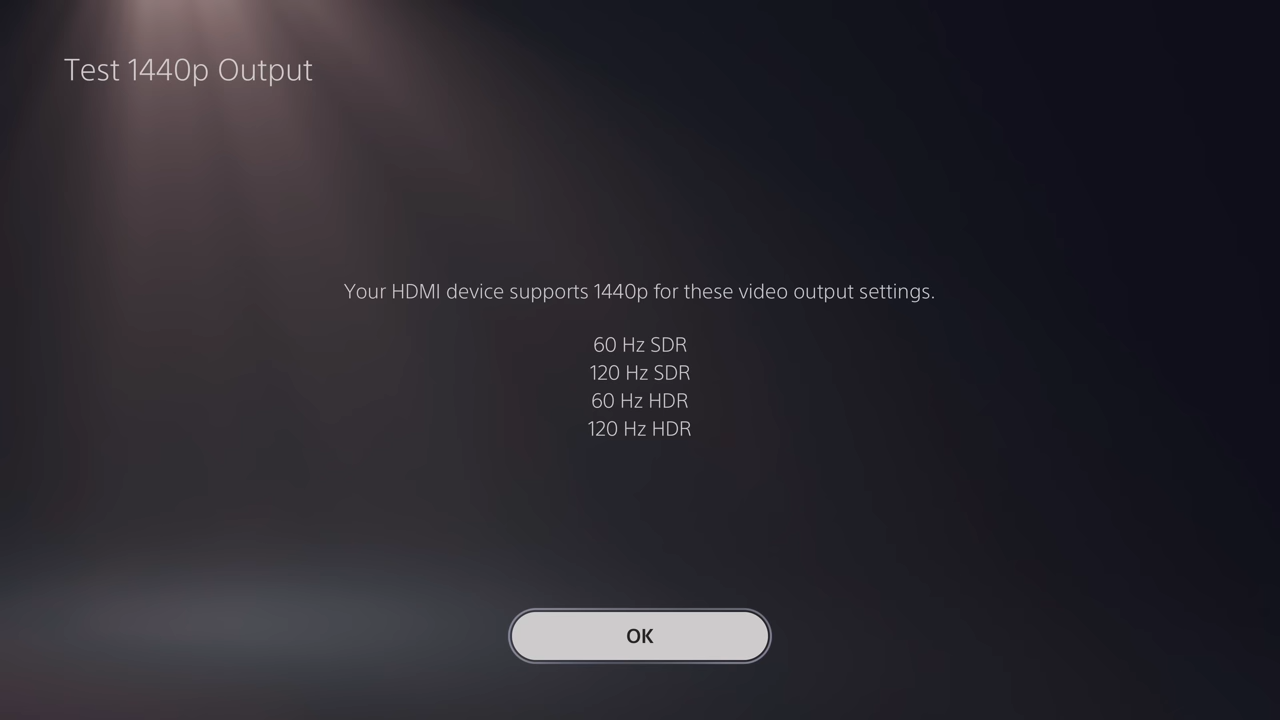 Test 1440p Output
Your HDMI device supports 1440p for these video output settings.
60 Hz SDR
120 Hz SDR
60 Hz HDR
120 Hz HDR
OK